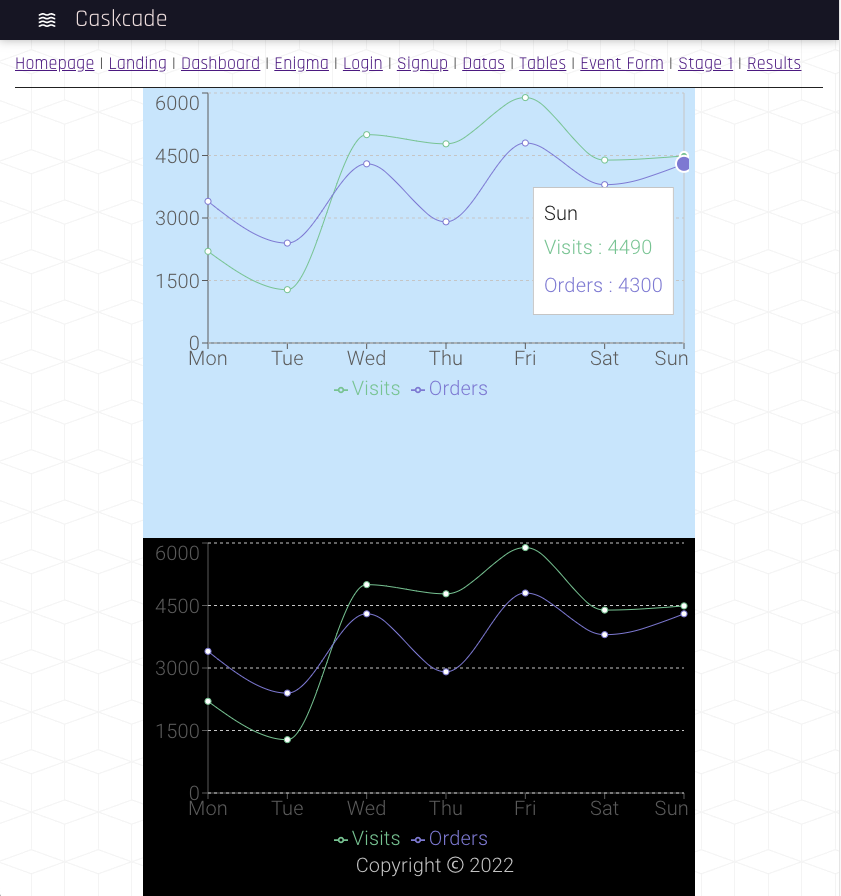 Caskcade
Homepage | Landing | Dashboard | Enigma | Login | Signup | Datas | Tables | Event Form | Stage 1 | Results
6000
4500
3000
1500
0
Mon Tue Wed Thu Fri Sat Sun
Sun
Visits : 4490
Orders : 4300
Visits Orders
6000
4500
3000
1500
0
Mon Tue Wed Thu Fri Sat Sun
Visits Orders
Copyright © 2022